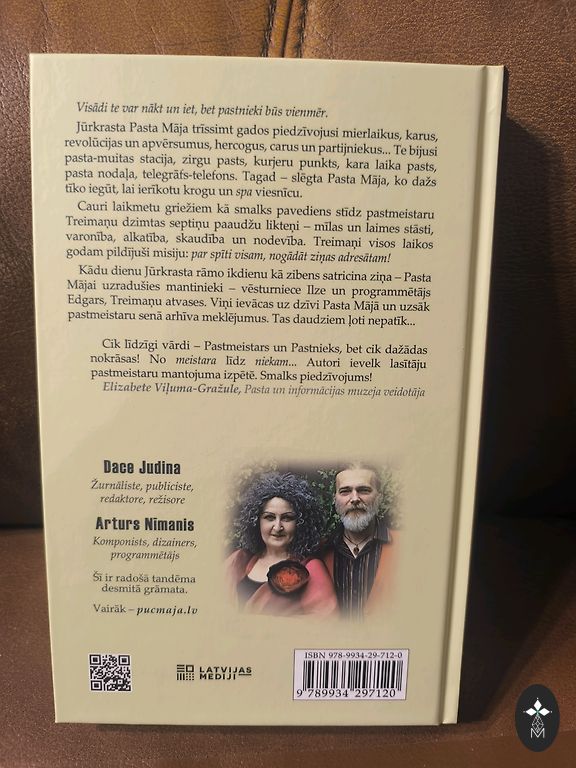 Visādi te var nākt un iet, bet pastnieki būs vienmēr.
Jūrkrasta Pasta Māja trīssimt gados piedzīvojusi mierlaikus, karus,
revolūcijas un apvērsumus, hercogus, carus un partijniekus... Te bijusi
pasta-muitas stacija, zirgu pasts, kurjeru punkts, kara laika pasts,
pasta nodaļa, telegrāfs-telefons. Tagad – slēgta Pasta Māja, ko dažs
tīko iegūt, lai ierīkotu krogu un spa viesnīcu.
Cauri laikmetu griežiem kā smalks pavediens stīdz pastmeistaru
Treimaņu dzimtas septiņu paaudžu likteņi – mīlas un laimes stāsti,
varonība, alkatība, skaudība un nodevība. Treimaņi visos laikos
godam pildījuši misiju: par spīti visam, nogādāt ziņas adresātam!
Kādu dienu Jūrkrasta rāmo ikdienu kā zibens satricina ziņa – Pasta
Mājai uzradušies mantinieki – vēsturniece Ilze un programmētājs
Edgars, Treimaņu atvases. Viņi ievācas uz dzīvi Pasta Mājā un uzsāk
pastmeistaru senā arhīva meklējumus. Tas daudziem ļoti nepatīk...
Cik līdzīgi vārdi – Pastmeistars un Pastnieks, bet cik dažādas
nokrāsas! No meistara līdz niekam... Autori ievelk lasītāju
pastmeistaru mantojuma izpētē. Smalks piedzīvojums!
Elizabete Viļuma-Gražule, Pasta un informācijas muzeja veidotāja
Dace Judina
Žurnāliste, publiciste,
redaktore, režisore
Arturs Nīmanis
Komponists, dizainers,
programmētājs
Šī ir radošā tandēma
desmitā grāmata.
Vairāk – pucmaja.lv
LATVIJAS
MEDIJI
ISBN 978-9934-29-712-0
9 789934 297120
M